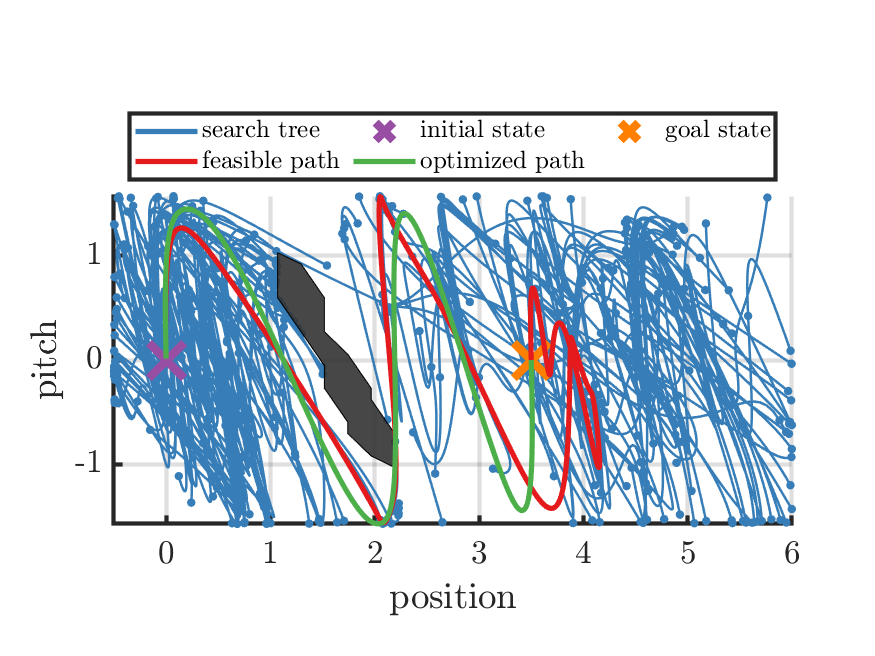 search tree initial state goal state
feasible path optimized path
1
0
-1
pitch
0 1 2 3 4 5 6
position